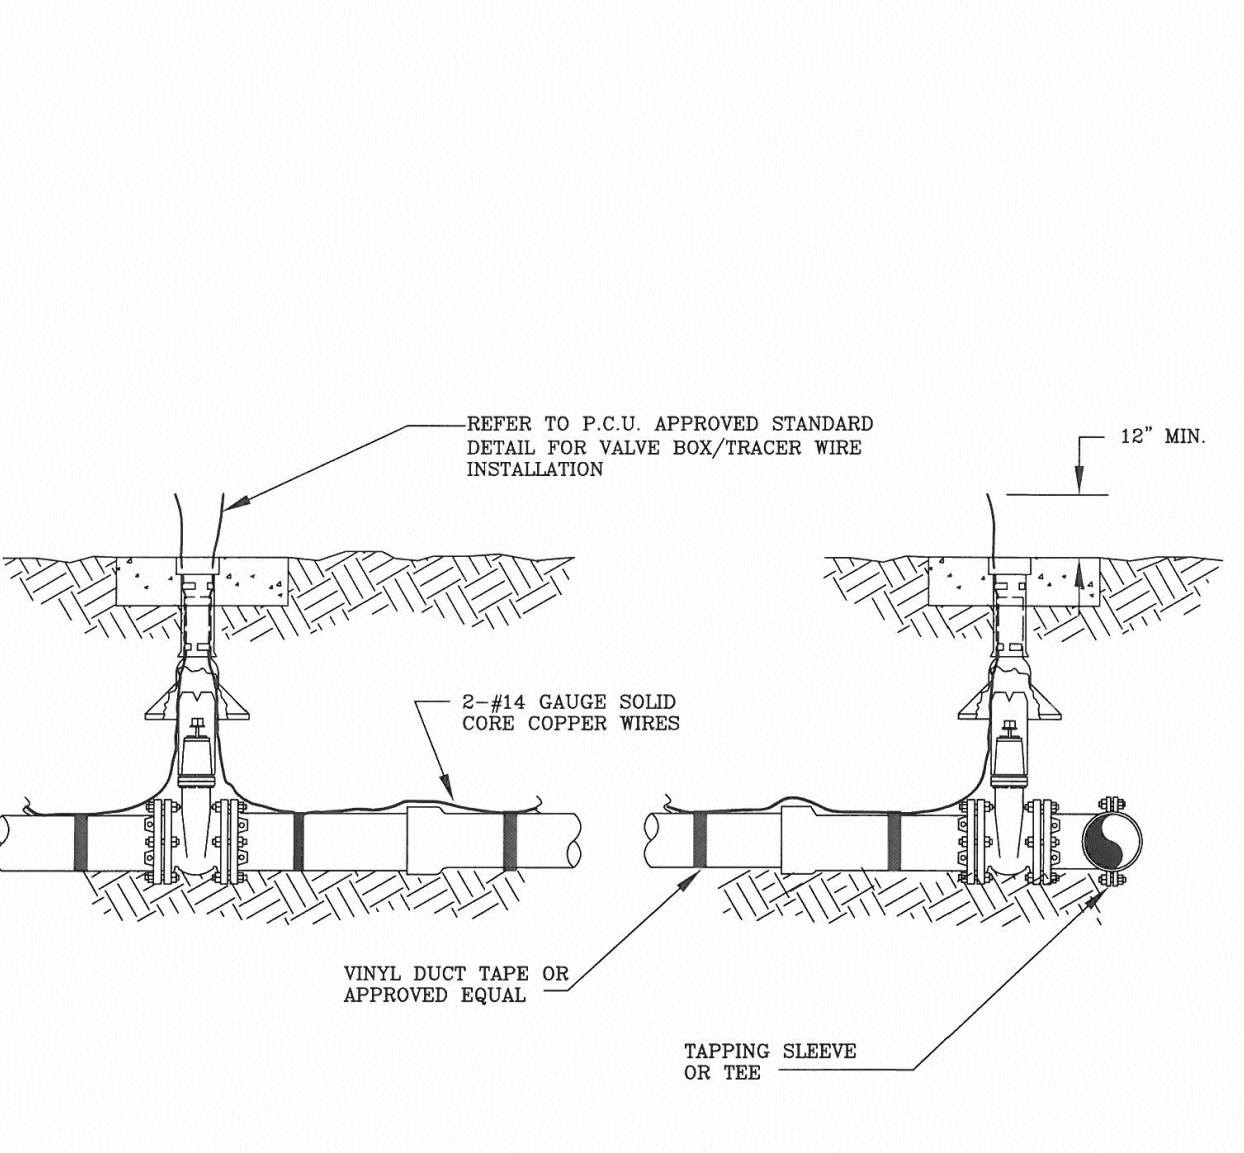 REFER TO P.C.U. APPROVED STANDARD
DETAIL FOR VALVE BOX/TRACER WIRE
INSTALLATION
12" MIN.
2-#14 GAUGE SOLID
CORE COPPER WIRES
VINYL DUCT TAPE OR
APPROVED EQUAL
TAPPING SLEEVE
OR TEE